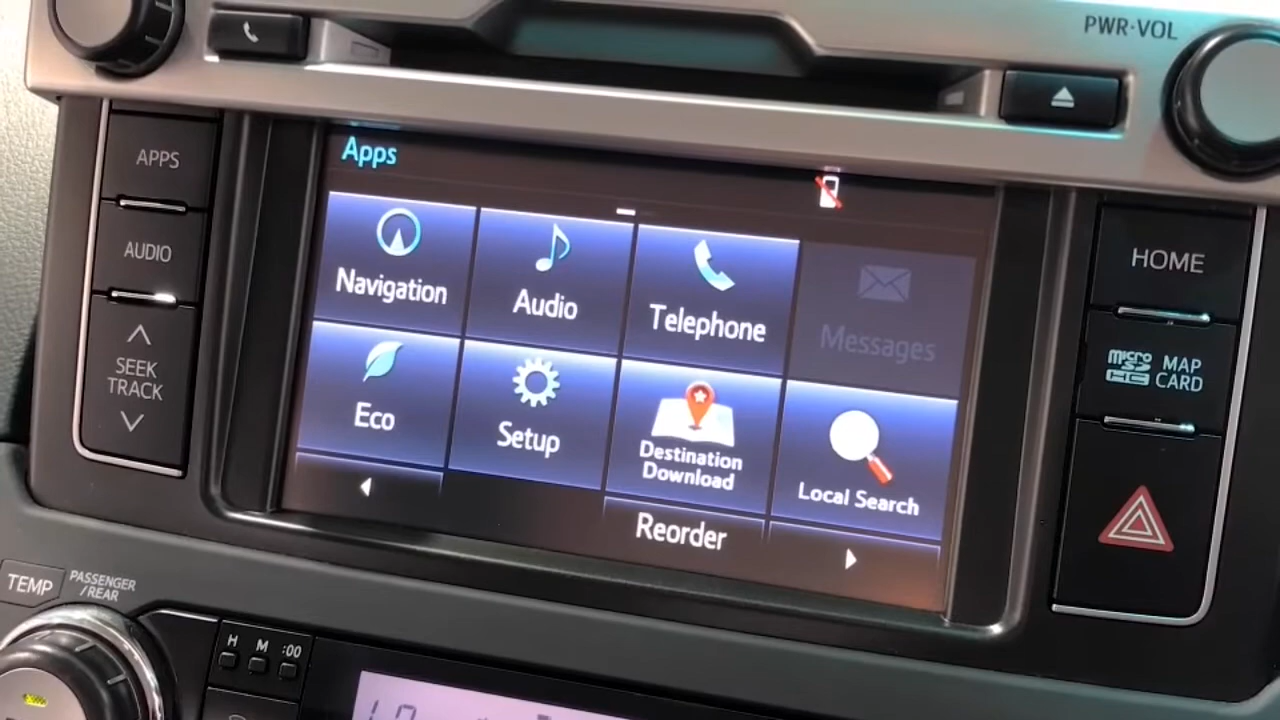 PWR·VOL
APPS
AUDIO
SEEK
TRACK
Apps
Navigation
Audio
Telephone
Messages
Eco
Setup
Destination
Download
Local Search
Reorder
HOME
micro
SD
HC
MAP
CARD
TEMP
PASSENGER
/REAR
H M :00